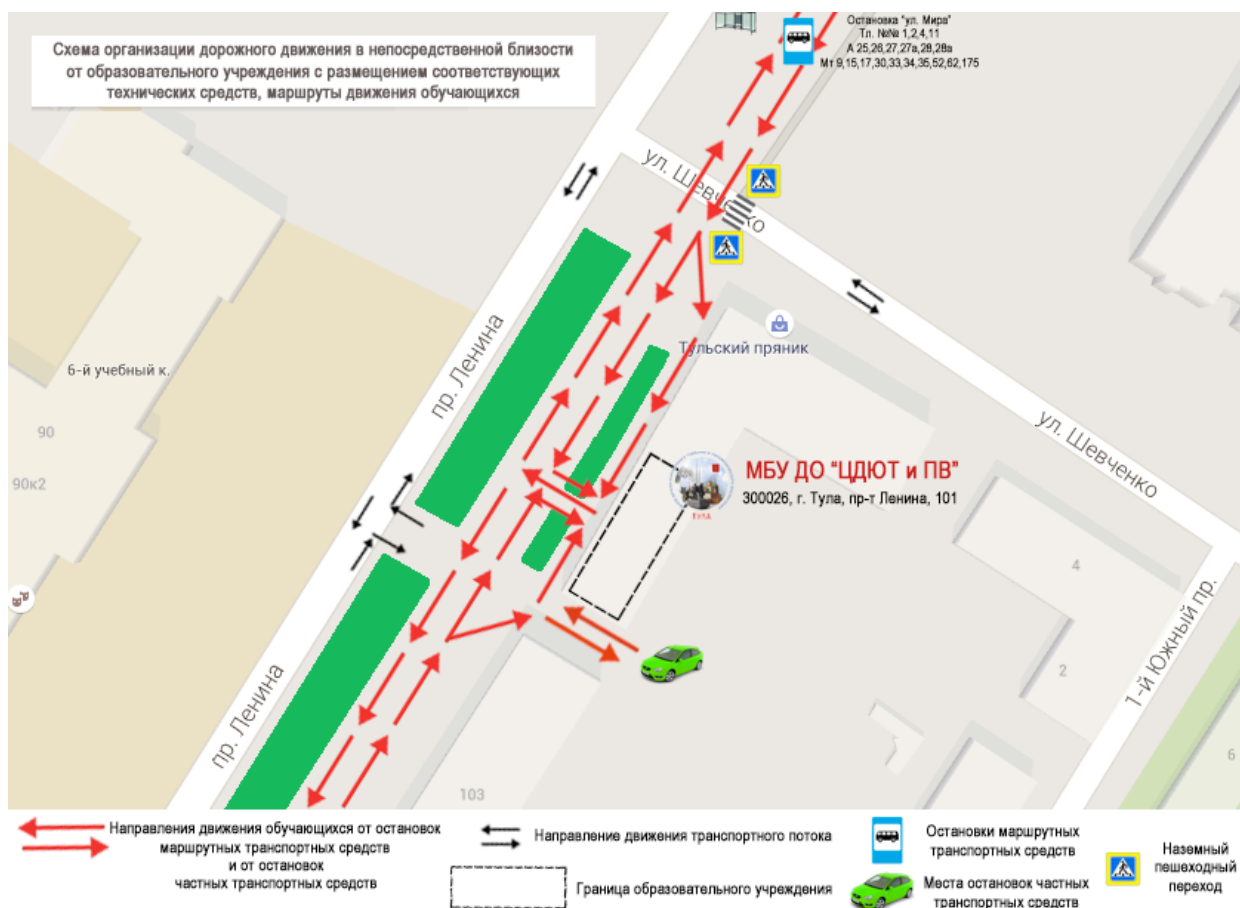 Остановка "ул. Мира"
Тл. №№ 1,2,4,11
А 25,26,27,27а,28,28а
Мт 9,15,17,30,33,34,35,52,62,175
Схема организации дорожного движения в непосредственной близости
от образовательного учреждения с размещением соответствующих
технических средств, маршруты движения обучающихся
ул. Шевченко
пр. Ленина
Тульский пряник
6-й учебный к.
90
90к2
ул. Шевченко
МБУ ДО "ЦДЮТ и ПВ"
300026, г. Тула, пр-т Ленина, 101
ТУЛА
4
2
1-й Южный пр.
6
пр. Ленина
103
Направления движения обучающихся от остановок
маршрутных транспортных средств
и от остановок
частных транспортных средств
Направление движения транспортного потока
Граница образовательного учреждения
Остановки маршрутных
транспортных средств
Места остановок частных
транспортных средств
Наземный
пешеходный
переход